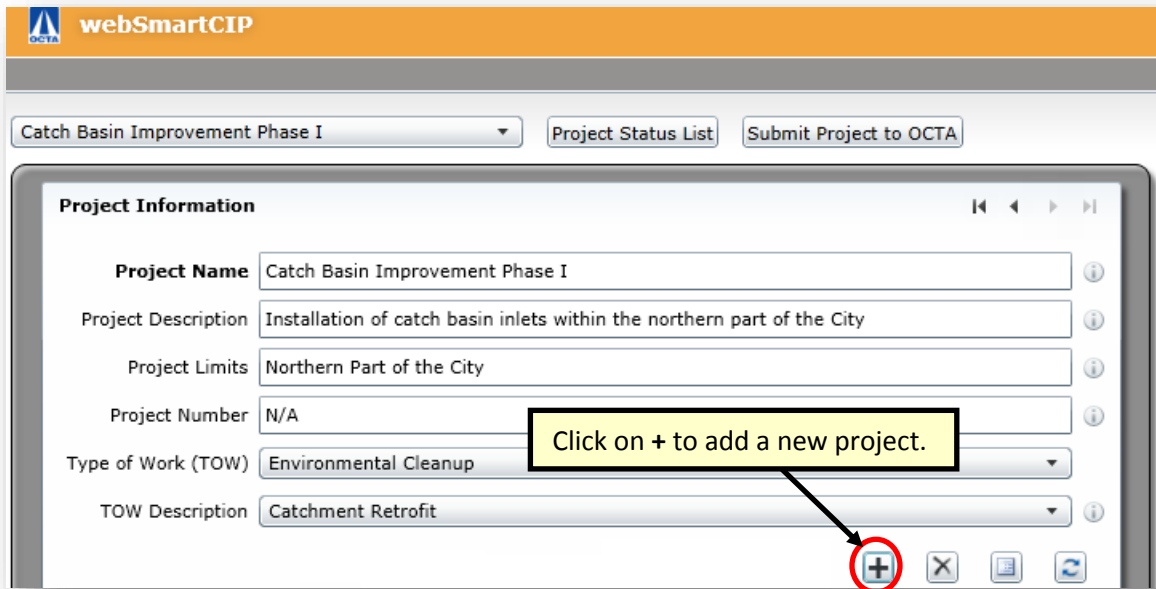 OCTA
webSmartCIP
Catch Basin Improvement Phase I
Project Status List
Submit Project to OCTA
Project Information
Project Name Catch Basin Improvement Phase I
Project Description Installation of catch basin inlets within the northern part of the City
Project Limits Northern Part of the City
Project Number N/A
Click on + to add a new project.
Type of Work (TOW) Environmental Cleanup
TOW Description Catchment Retrofit